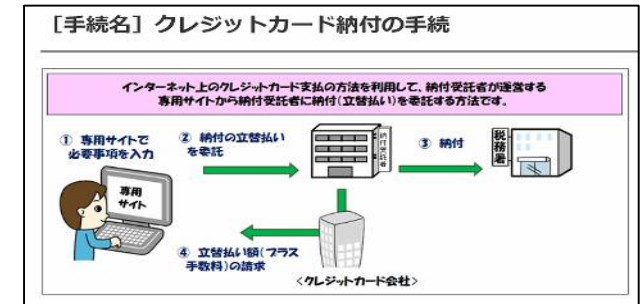 ［手続名］クレジットカード納付の手続
インターネット上のクレジットカード支払の方法を利用して、納付受託者が運営する
専用サイトから納付受託者に納付（立替払い）を委託する方法です。
① 専用サイトで
必要事項を入力
② 納付の立替払い
を委託
納付受託者
③ 納付
税務署
専用
サイト
④ 立替払い額（プラス
手数料）の請求
＜クレジットカード会社＞